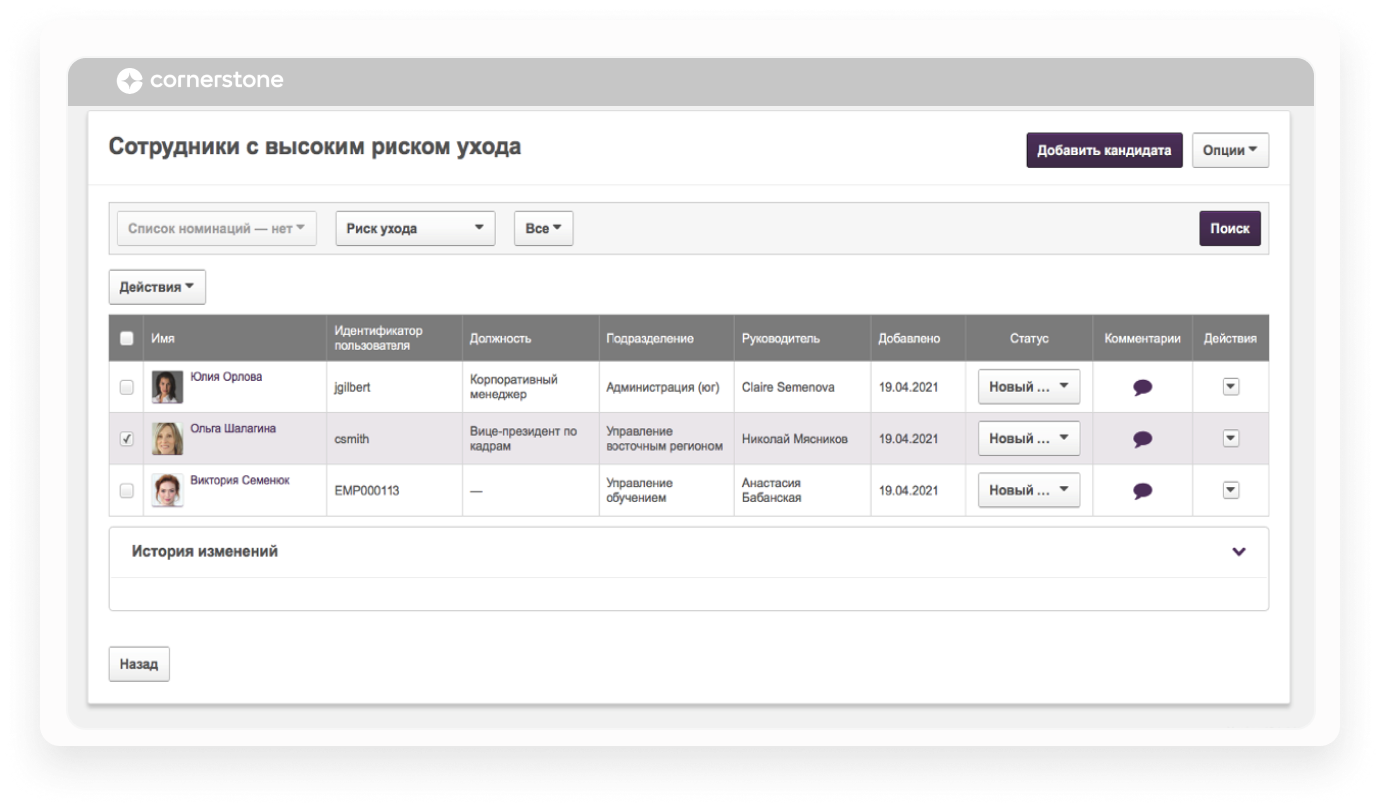 cornerstone
Сотрудники с высоким риском ухода
Добавить кандидата
Опции
Список номинаций — нет
Риск ухода
Все
Поиск
Действия
Имя
Идентификатор
пользователя
Должность
Подразделение
Руководитель
Добавлено
Статус
Комментарии
Действия
Юлия Орлова
jgilbert
Корпоративный
менеджер
Администрация (юг)
Claire Semenova
19.04.2021
Новый ...
Ольга Шалагина
csmith
Вице-президент по
кадрам
Управление
восточным регионом
Николай Мясников
19.04.2021
Новый ...
Виктория Семенюк
EMP000113
—
Управление
обучением
Анастасия
Бабанская
19.04.2021
Новый ...
История изменений
Назад